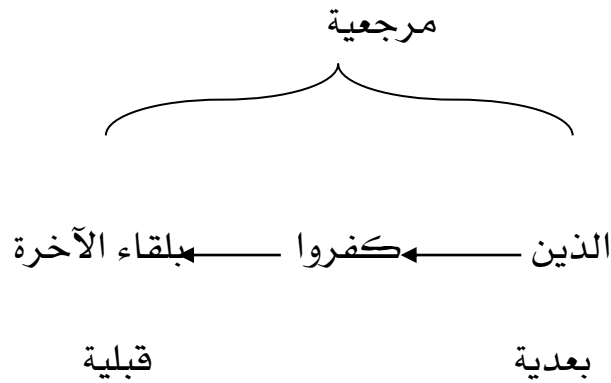 مرجعية
الذين كفروا بلقاء الآخرة
بعدية قبلية